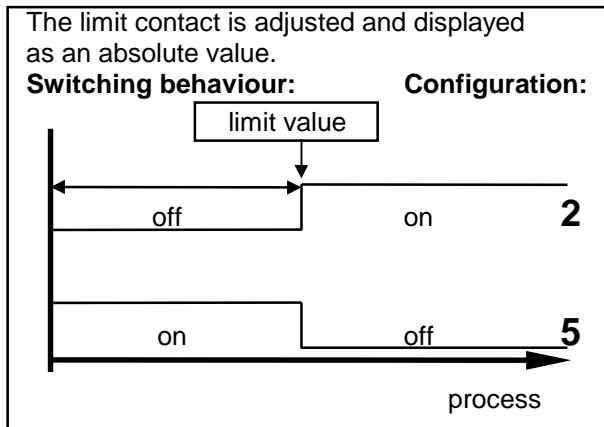 The limit contact is adjusted and displayed
as an absolute value.
Switching behaviour: Configuration:
limit value
off on 2
on off 5
process